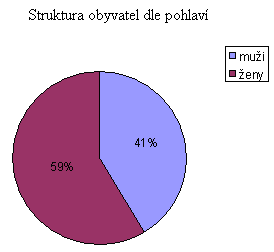 Struktura obyvatel dle pohlaví
muži
ženy
41%
59%